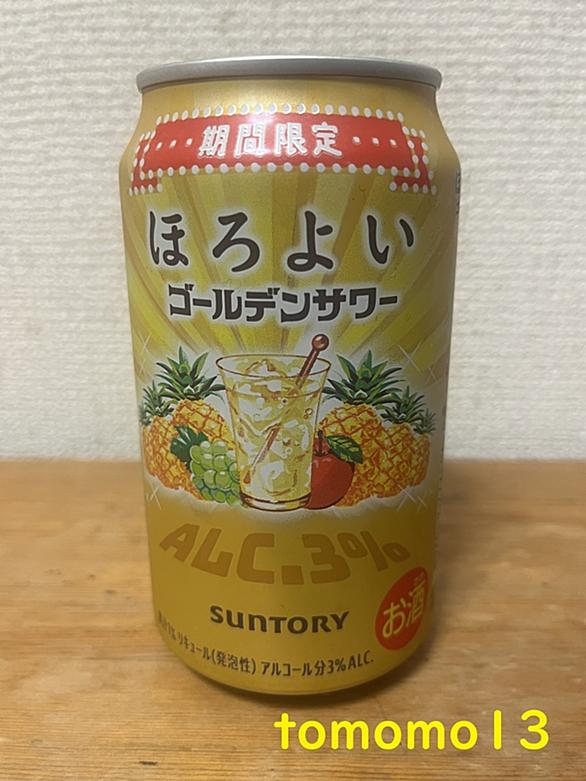 期間限定
ほろよい
ゴールデンサワー
ALC.3%
SUNTORY
お酒
リキュール(発泡性) アルコール分3%ALC.
tomomo13